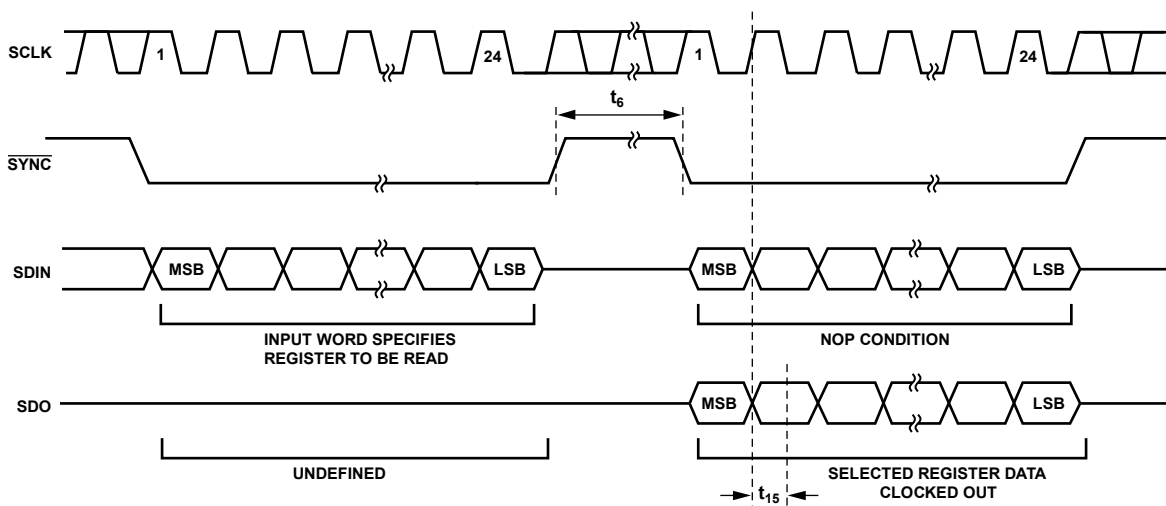 SCLK
1
24
1
24
t6
SYNC
SDIN
MSB
LSB
MSB
LSB
INPUT WORD SPECIFIES
REGISTER TO BE READ
NOP CONDITION
SDO
MSB
LSB
UNDEFINED
SELECTED REGISTER DATA
CLOCKED OUT
t15